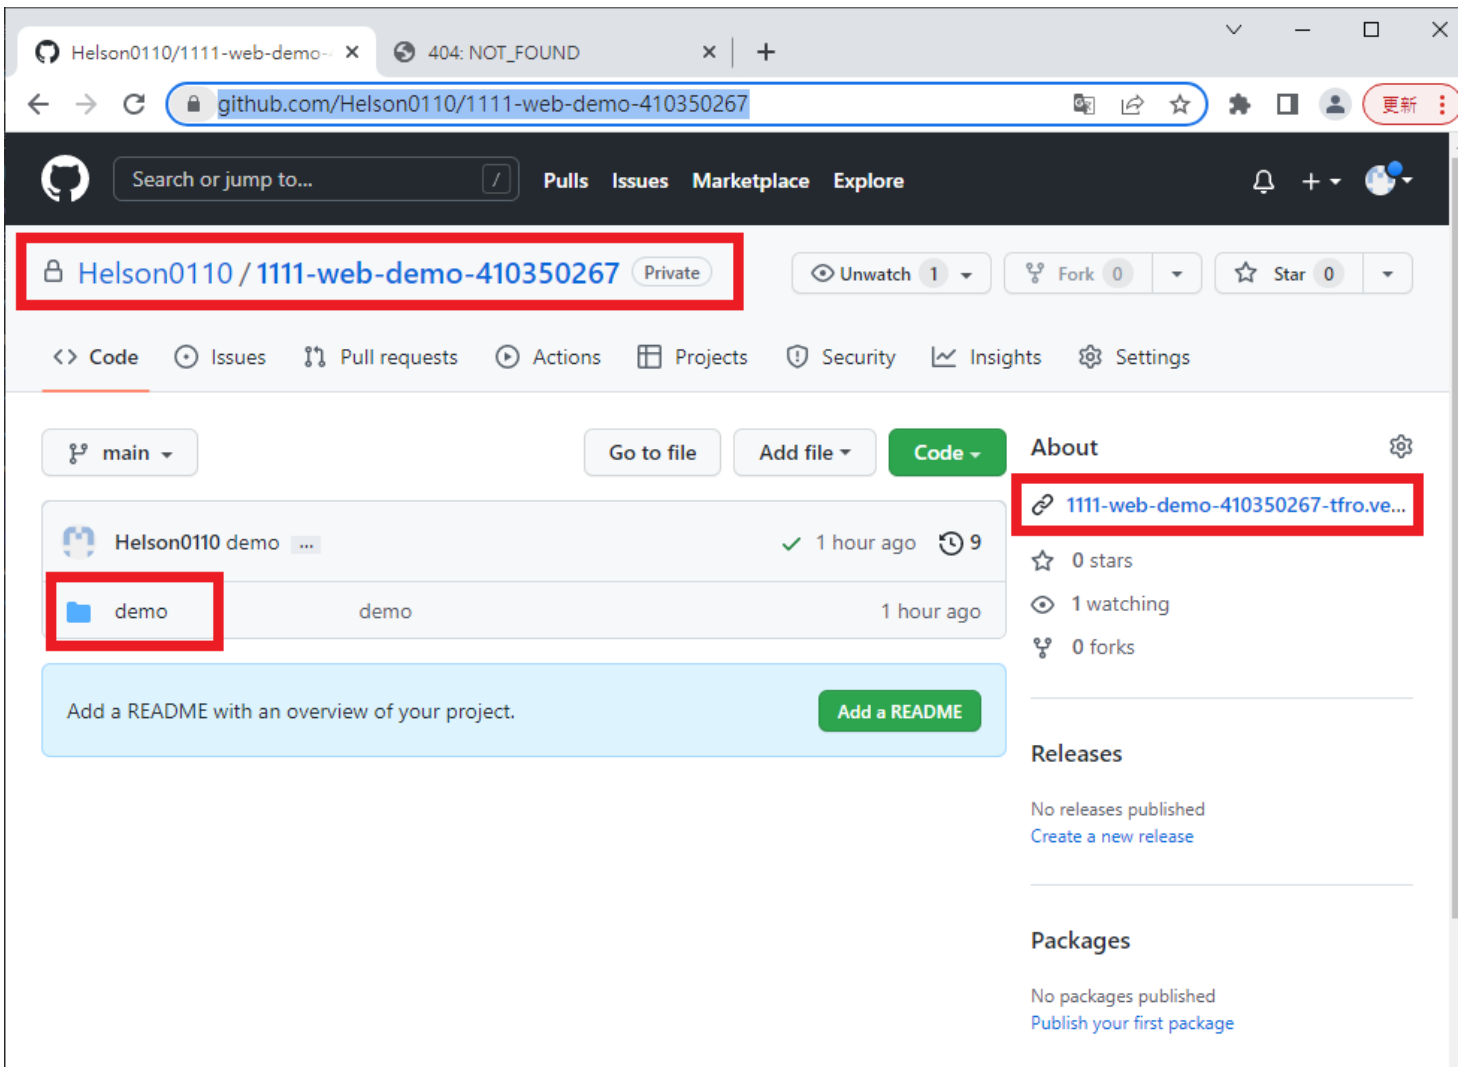 Helson0110/1111-web-demo-
404: NOT_FOUND
github.com/Helson0110/1111-web-demo-410350267
更新
Search or jump to...
/
Pulls Issues Marketplace Explore
Helson0110 / 1111-web-demo-410350267 Private
Unwatch 1
Fork 0
Star 0
Code Issues Pull requests Actions Projects Security Insights Settings
main
Go to file
Add file
Code
About
1111-web-demo-410350267-tfro.ve...
Helson0110 demo ...
1 hour ago
9
0 stars
demo
demo
1 hour ago
1 watching
0 forks
Add a README with an overview of your project.
Add a README
Releases
No releases published
Create a new release
Packages
No packages published
Publish your first package